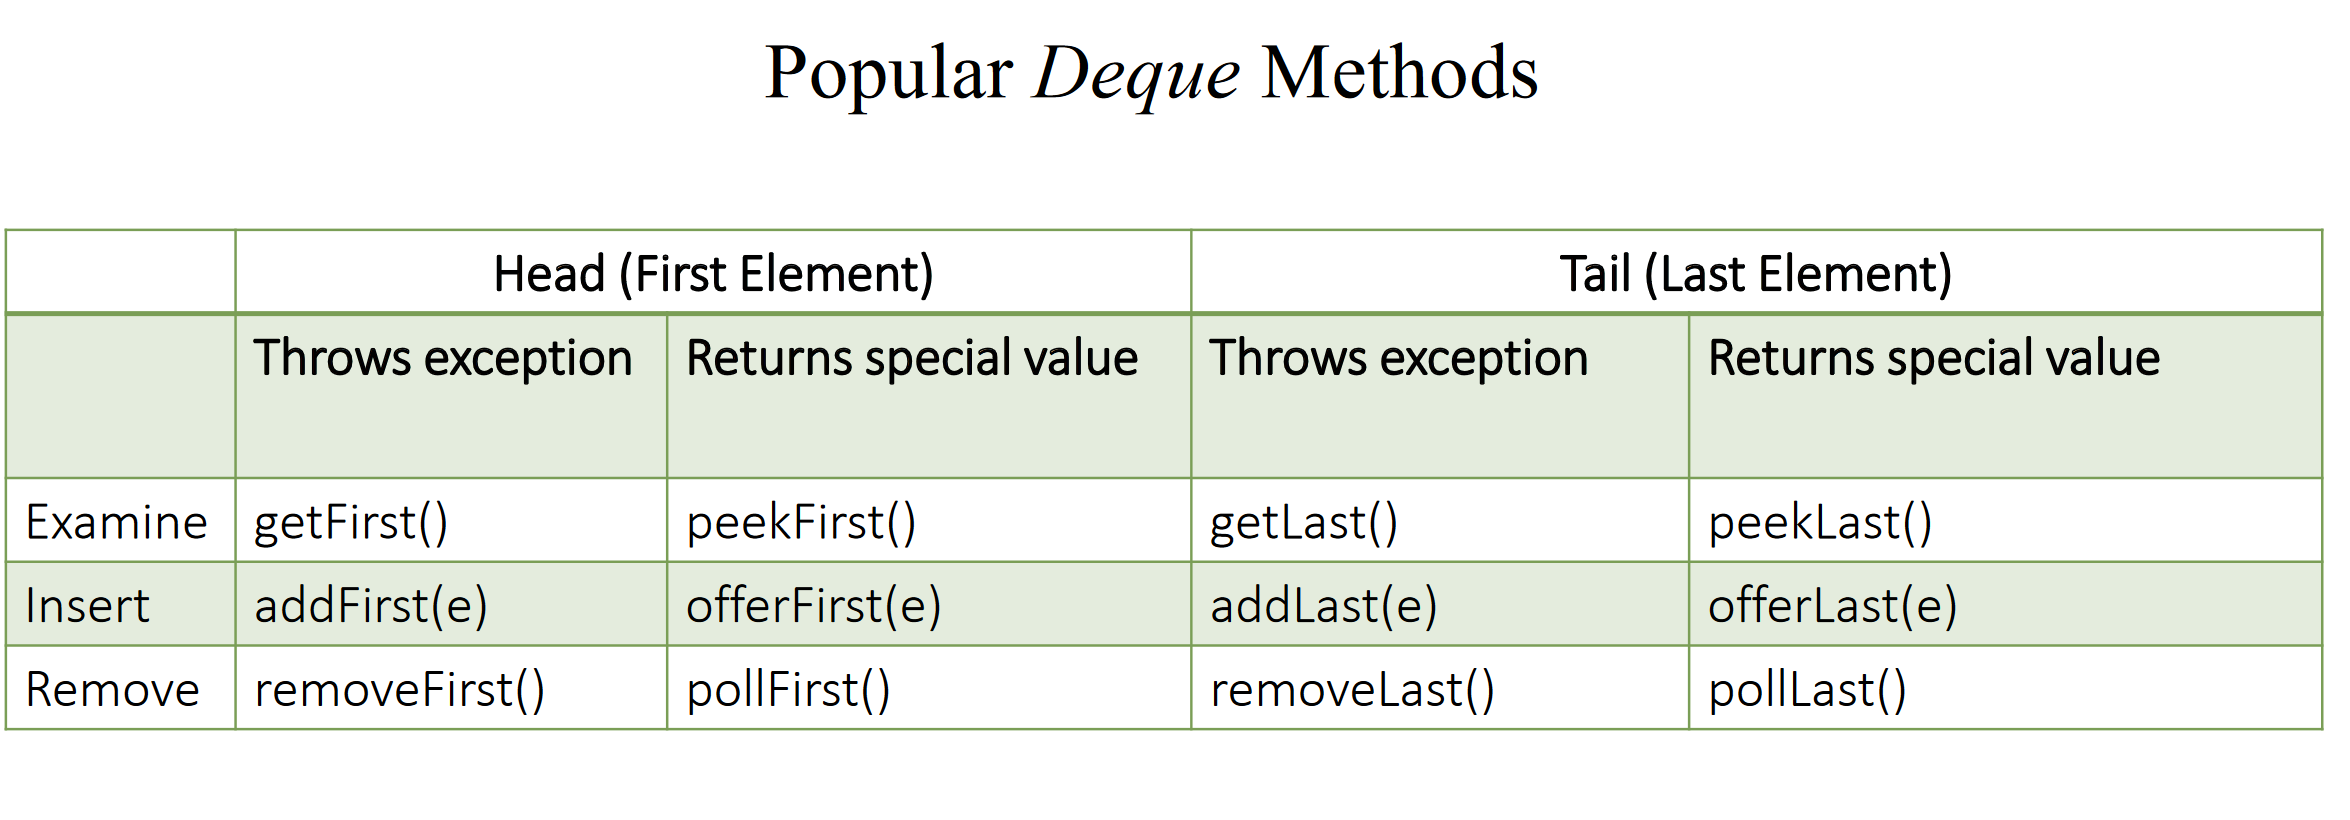 Popular Deque Methods
Head (First Element) Tail (Last Element)
Throws exception Returns special value Throws exception Returns special value
Examine getFirst() peekFirst() getLast() peekLast()
Insert addFirst(e) offerFirst(e) addLast(e) offerLast(e)
Remove removeFirst() pollFirst() removeLast() pollLast()